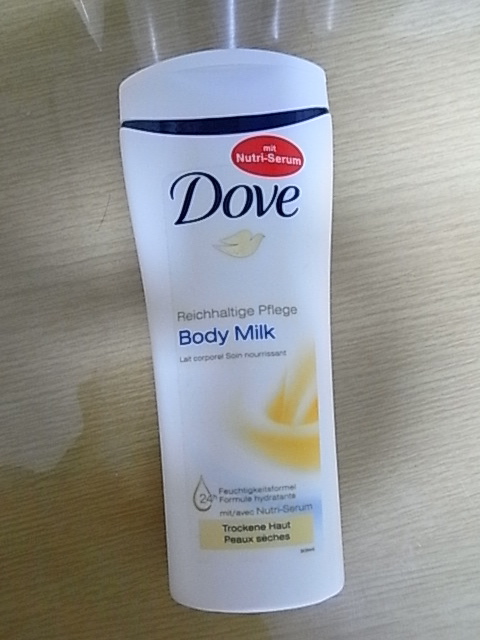 mit
Nutri-Serum
Dove
Reichhaltige Pflege
Body Milk
Lait corporel Soin nourrissant
24h
Feuchtigkeitsformel
Formule hydratante
mit/avec Nutri-Serum
Trockene Haut
Peaux sèches